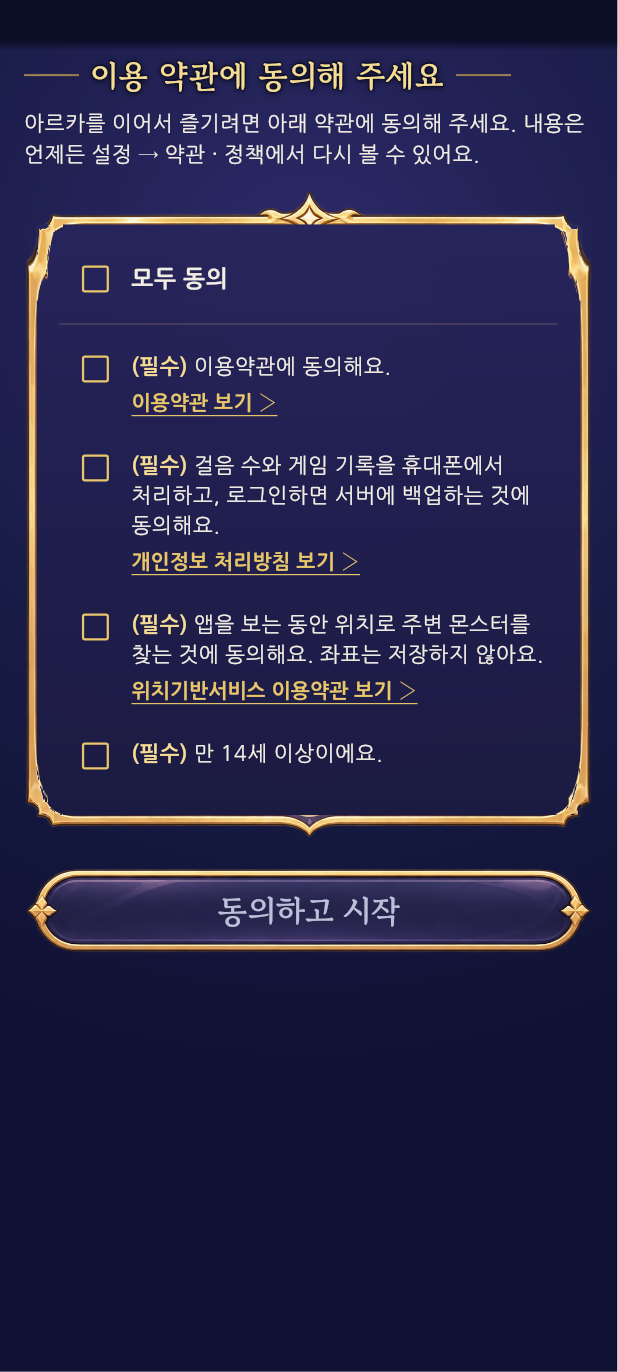 이용 약관에 동의해 주세요
아르카를 이어서 즐기려면 아래 약관에 동의해 주세요. 내용은
언제든 설정 → 약관 · 정책에서 다시 볼 수 있어요.
모두 동의
(필수) 이용약관에 동의해요.
이용약관 보기 >
(필수) 걸음 수와 게임 기록을 휴대폰에서
처리하고, 로그인하면 서버에 백업하는 것에
동의해요.
개인정보 처리방침 보기 >
(필수) 앱을 보는 동안 위치로 주변 몬스터를
찾는 것에 동의해요. 좌표는 저장하지 않아요.
위치기반서비스 이용약관 보기 >
(필수) 만 14세 이상이에요.
동의하고 시작